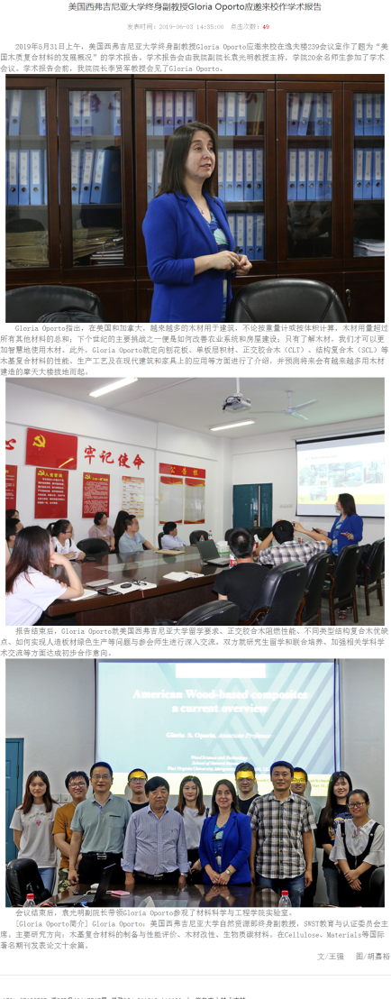 美国西弗吉尼亚大学终身副教授Gloria Oporto应邀来校作学术报告
发表时间：2019-06-03 14:35:00 点击次数：49
2019年5月31日上午，美国西弗吉尼亚大学终身副教授Gloria Oporto应邀来校在逸夫楼239会议室作了题为“美
国木质复合材料的发展概况”的学术报告，学术报告会由我院副院长袁光明教授主持，学院20余名师生参加了学术
会议。学术报告会前，我院院长李贤军教授会见了Gloria Oporto。
Gloria Oporto指出，在美国和加拿大，越来越多的木材用于建筑，不论按重量计或按体积计算，木材用量超过
所有其他材料的总和；下个世纪的主要挑战之一便是如何改善农业系统和房屋建设；只有了解木材，我们才可以更
加智慧地使用木材。此外，Gloria Oporto就定向刨花板、单板层积材、正交胶合木（CLT）、结构复合木（SCL）等
木基复合材料的性能、生产工艺及在现代建筑和家具上的应用等方面进行了介绍，并预测将来会有越来越多用木材
建造的摩天大楼拔地而起。
牢记使命
公告栏
报告结束后，Gloria Oporto就美国西弗吉尼亚大学留学要求、正交胶合木阻燃性能、不同类型结构复合木优缺
点、如何实现人造板材绿色生产等问题与参会师生进行深入交流。双方就研究生留学和联合培养、加强相关学科学
术交流等方面达成初步合作意向。
American Wood-based composites
a current overview
Gloria S. Oporto, Associate Professor
会议结束后，袁光明副院长带领Gloria Oporto参观了材料科学与工程学院实验室。
[Gloria Oporto简介] Gloria Oporto：美国西弗吉尼亚大学自然资源部终身副教授，SWST教育与认证委员会主
席。主要研究方向：木基复合材料的制备与性能评价、木材改性、生物质碳材料，在Cellulose、Materials等国际
著名期刊发表论文十余篇。
文/王强 图/胡嘉裕